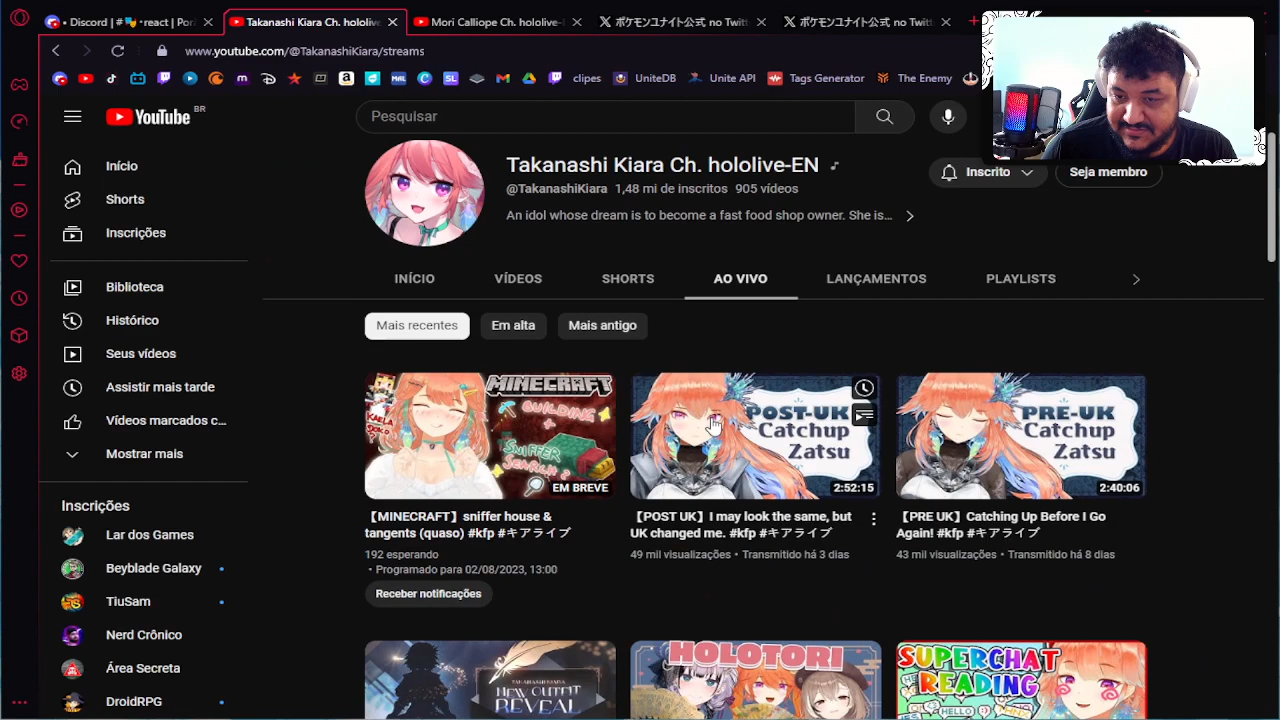 Discord | #🎭•react | Por
Takanashi Kiara Ch. hololive
Mori Calliope Ch. hololive-
ポケモンユナイト公式 no Twitt
ポケモンユナイト公式 no Twitt
www.youtube.com/@TakanashiKiara/streams
clipes
UniteDB
Unite API
Tags Generator
The Enemy
YouTube BR
Pesquisar
Início
Shorts
Inscrições
Biblioteca
Histórico
Seus vídeos
Assistir mais tarde
Vídeos marcados c...
Mostrar mais
Inscrições
Lar dos Games
Beyblade Galaxy
TiuSam
Nerd Crônico
Área Secreta
DroidRPG
Takanashi Kiara Ch. hololive-EN
@TakanashiKiara 1,48 mi de inscritos 905 vídeos
An idol whose dream is to become a fast food shop owner. She is...
Inscrito
Seja membro
INÍCIO
VÍDEOS
SHORTS
AO VIVO
LANÇAMENTOS
PLAYLISTS
Mais recentes
Em alta
Mais antigo
MINECRAFT
BUILDING
+
SNIFFER
SEARCH?
EM BREVE
【MINECRAFT】sniffer house &
tangents (quaso) #kfp #キアライブ
192 esperando
• Programado para 02/08/2023, 13:00
Receber notificações
POST-UK
Catchup
Zatsu
2:52:15
【POST UK】I may look the same, but
UK changed me. #kfp #キアライブ
49 mil visualizações • Transmitido há 3 dias
PRE-UK
Catchup
Zatsu
2:40:06
【PRE UK】Catching Up Before I Go
Again! #kfp #キアライブ
43 mil visualizações • Transmitido há 8 dias
TAKANASHI KIARA
NEW OUTFIT
REVEAL
HOLOTORI
SUPERCHAT
READING
HELLO